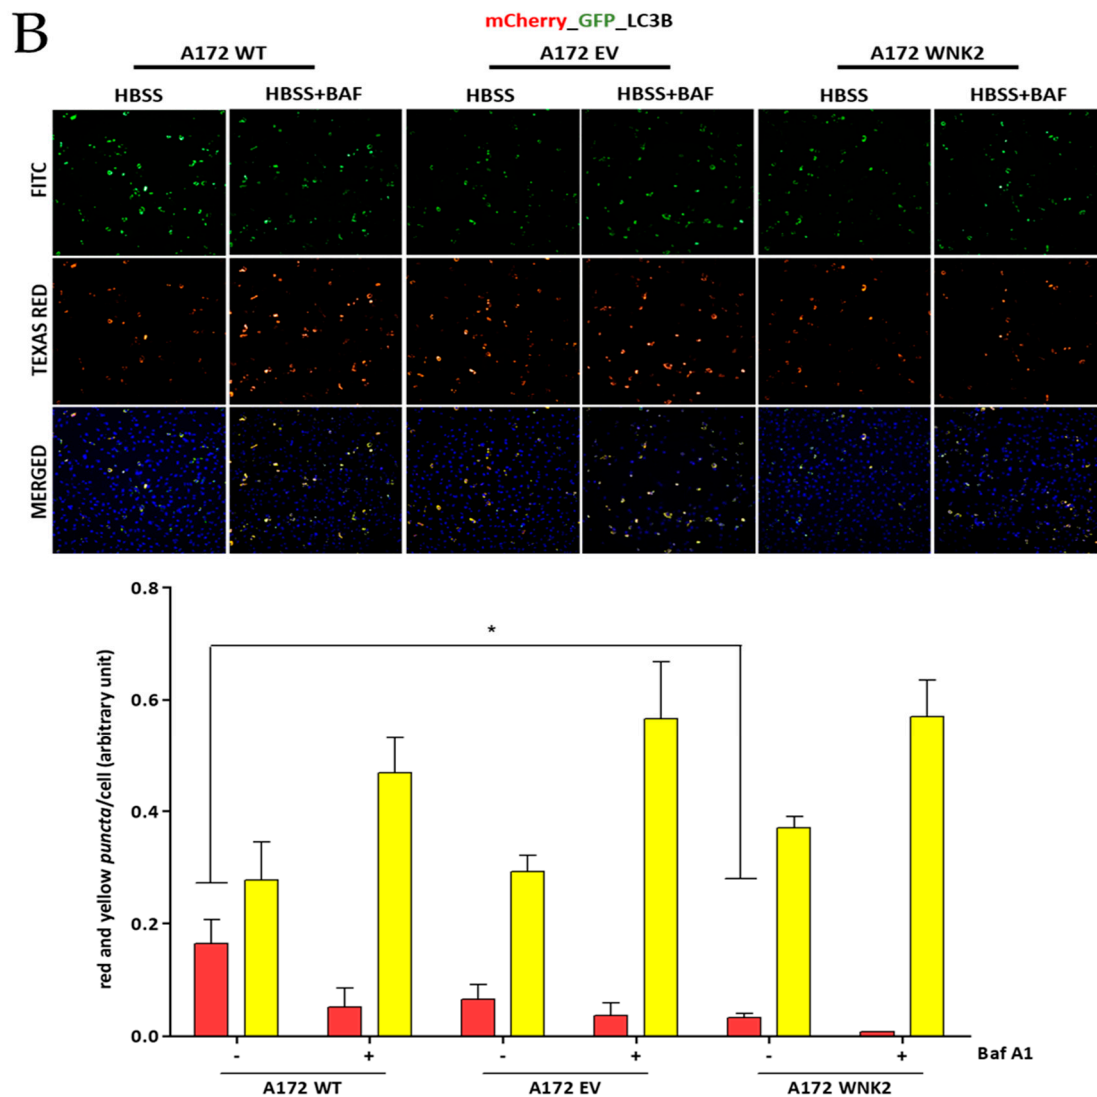 B
mCherry_GFP_LC3B
A172 WT A172 EV A172 WNK2
HBSS HBSS+BAF HBSS HBSS+BAF HBSS HBSS+BAF
FITC
TEXAS RED
MERGED
red and yellow puncta/cell (arbitrary unit)
0.8
*
0.6
0.4
0.2
0.0
- + - + - + Baf A1
A172 WT A172 EV A172 WNK2